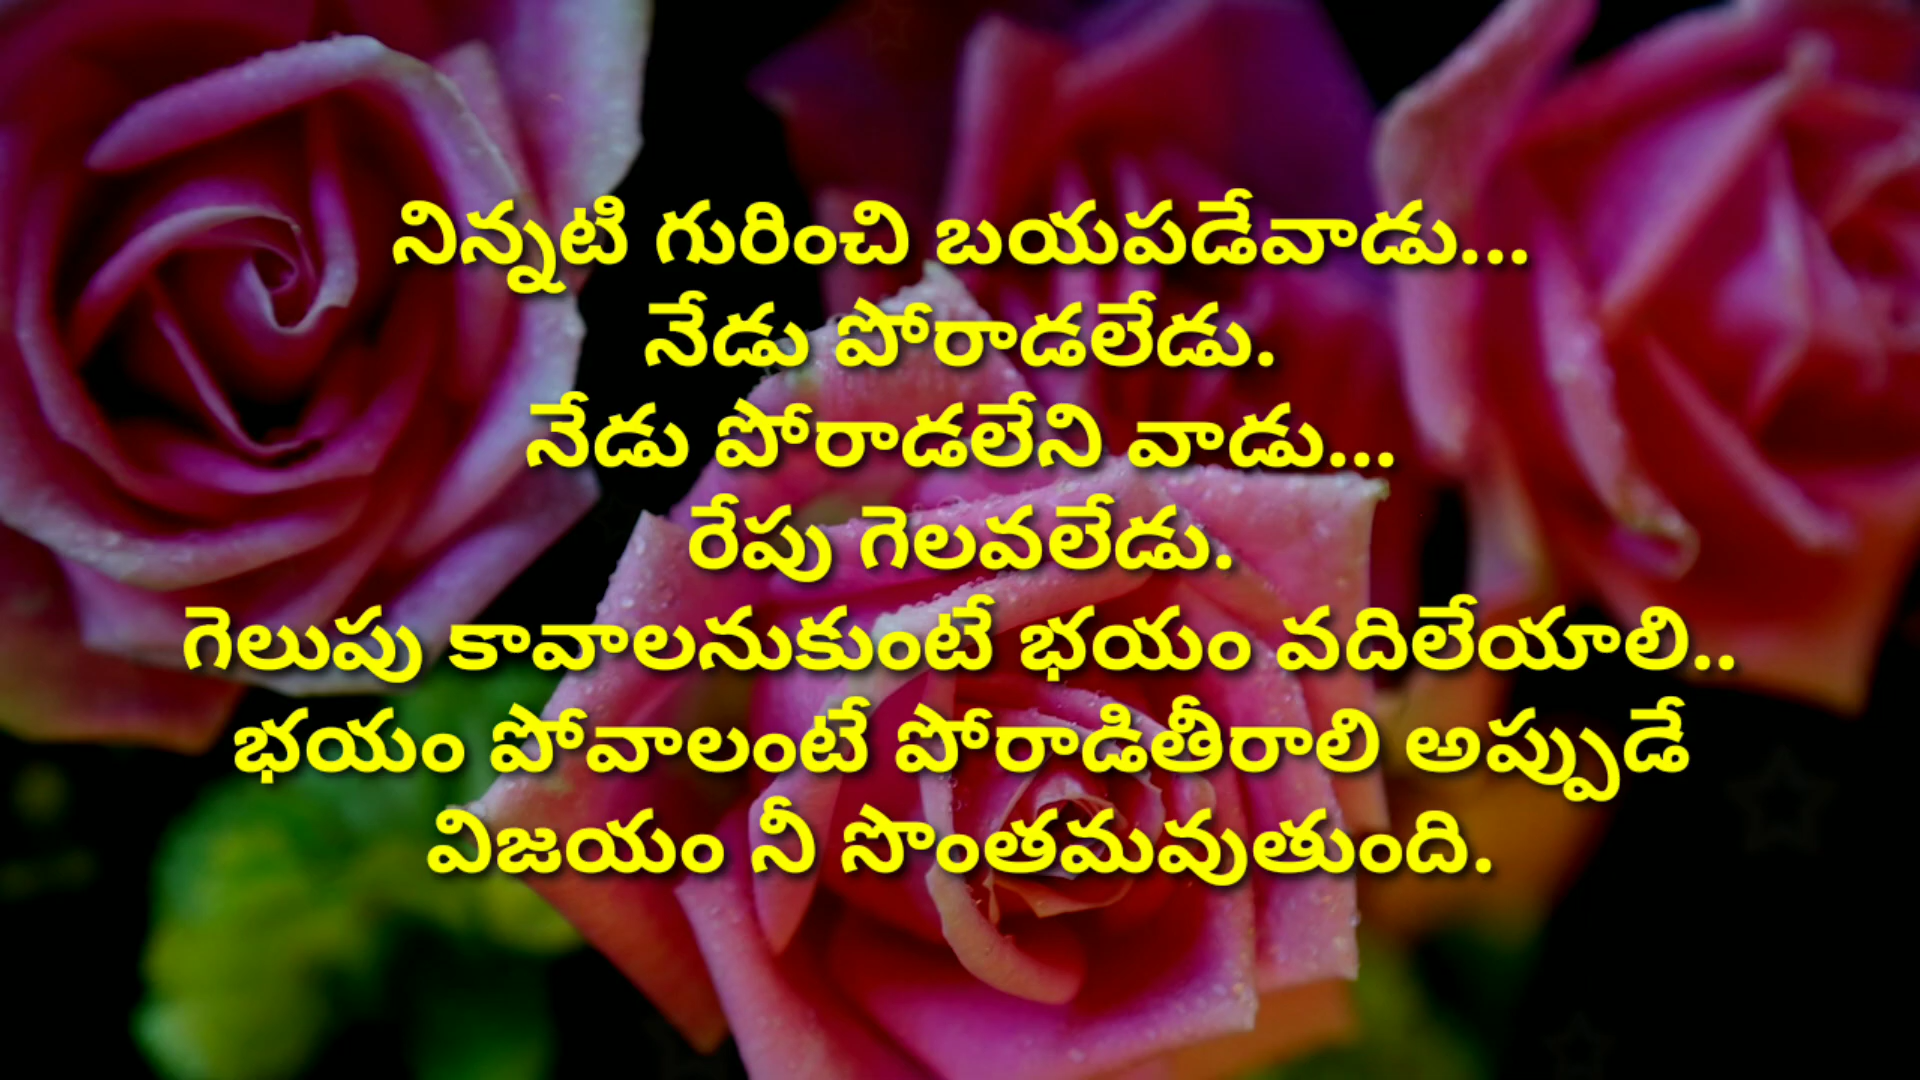 నిన్నటి గురించి బయపడేవాడు...
నేడు పోరాడలేడు.
నేడు పోరాడలేని వాడు...
రేపు గెలవలేడు.
గెలుపు కావాలనుకుంటే భయం వదిలేయాలి..
భయం పోవాలంటే పోరాడితీరాలి అప్పుడే
విజయం నీ సొంతమవుతుంది.